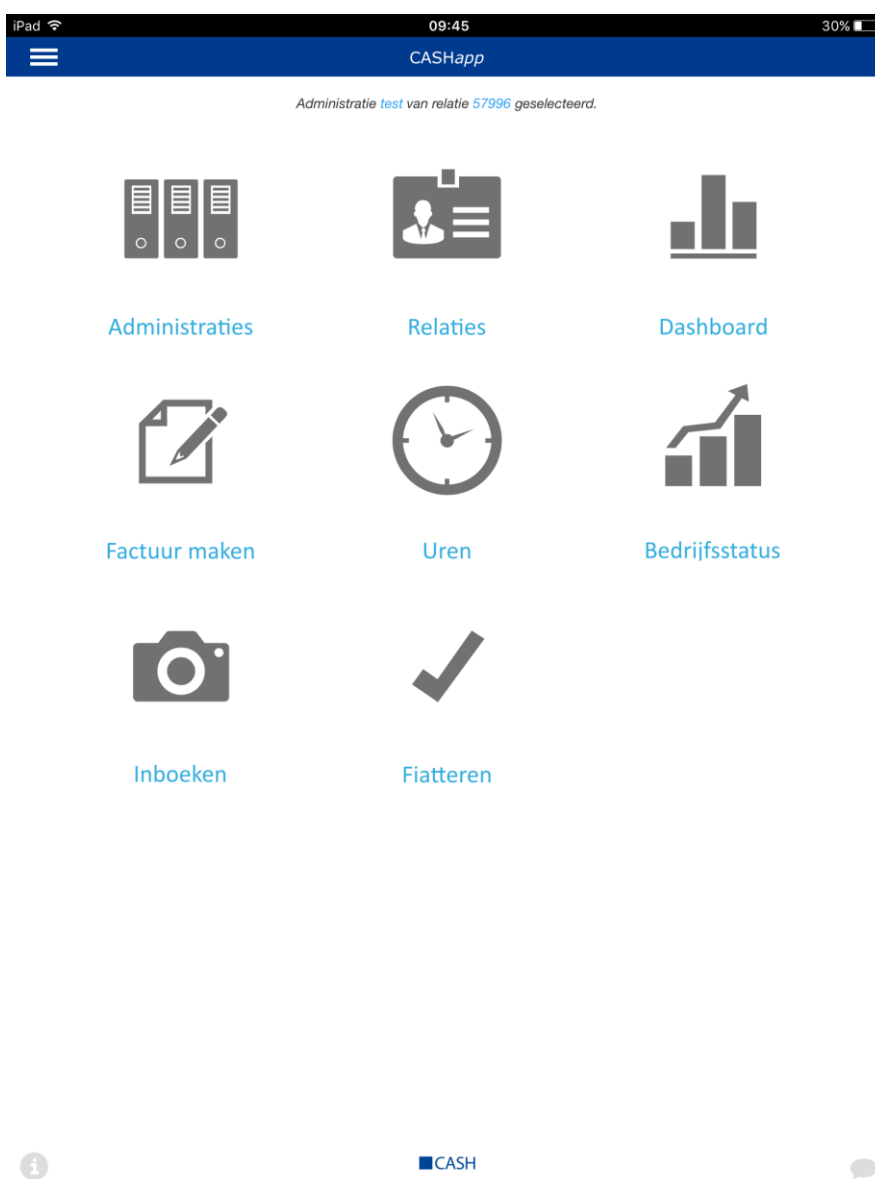 iPad 09:45 30%
CASHapp
Administratie test van relatie 57996 geselecteerd.
Administraties Relaties Dashboard
Factuur maken Uren Bedrijfsstatus
Inboeken Fiatteren
CASH